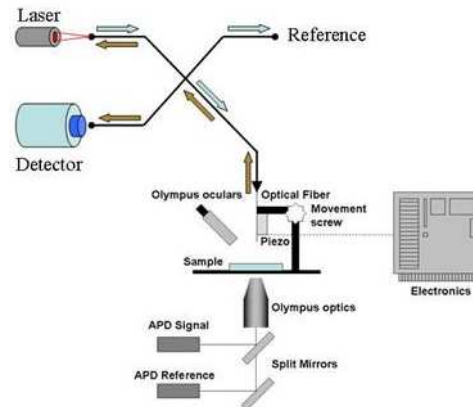 Laser
Reference
Detector
Olympus oculars
Optical Fiber
Movement
screw
Piezo
Sample
Electronics
Olympus optics
APD Signal
Split Mirrors
APD Reference